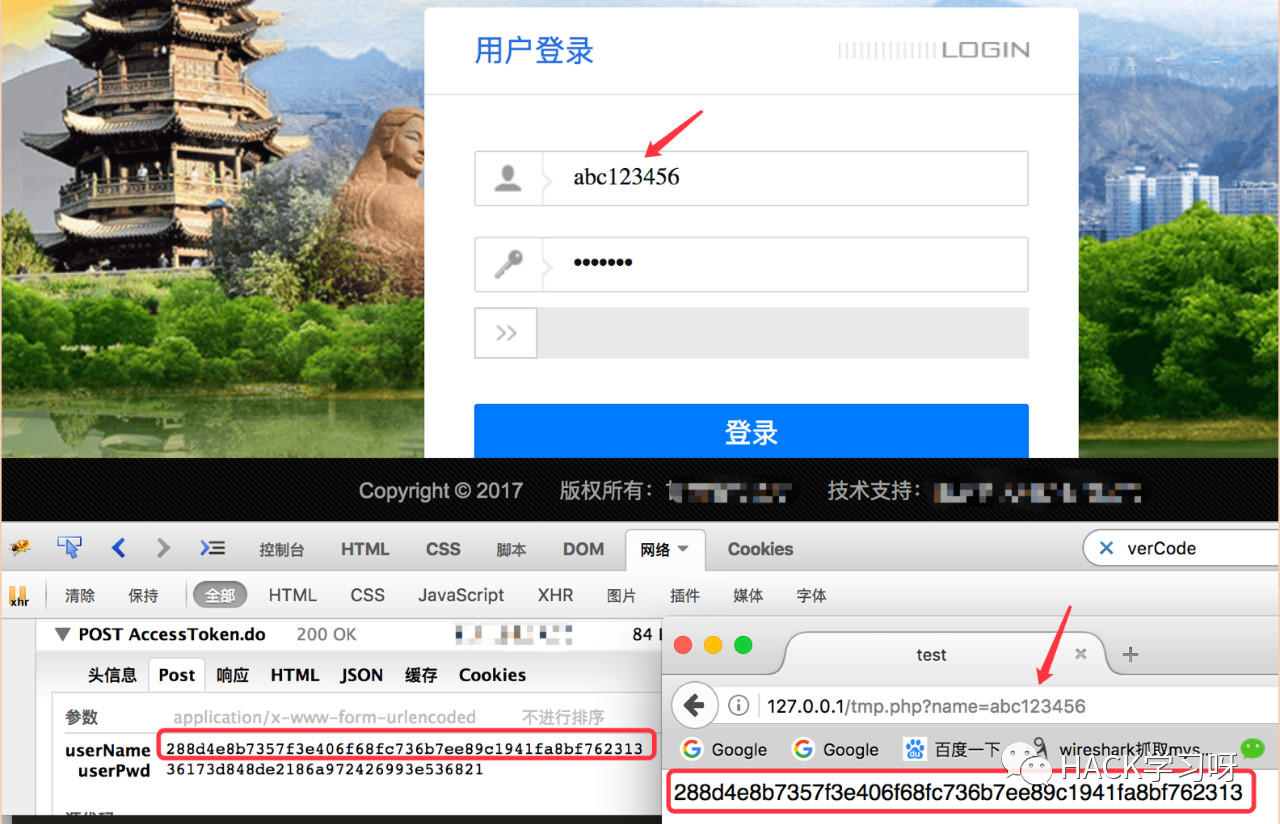 用户登录
LOGIN
abc123456
•••••••
登录
Copyright © 2017 版权所有： 技术支持：
控制台 HTML CSS 脚本 DOM 网络 Cookies verCode
xhr 清除 保持 全部 HTML CSS JavaScript XHR 图片 插件 媒体 字体
POST AccessToken.do 200 OK 84
头信息 Post 响应 HTML JSON 缓存 Cookies
参数 application/x-www-form-urlencoded 不进行排序
userName 288d4e8b7357f3e406f68fc736b7ee89c1941fa8bf762313
userPwd 36173d848de2186a972426993e536821
test
127.0.0.1/tmp.php?name=abc123456
Google Google 百度一下 wireshark抓取mys...
HACK学习呀
288d4e8b7357f3e406f68fc736b7ee89c1941fa8bf762313